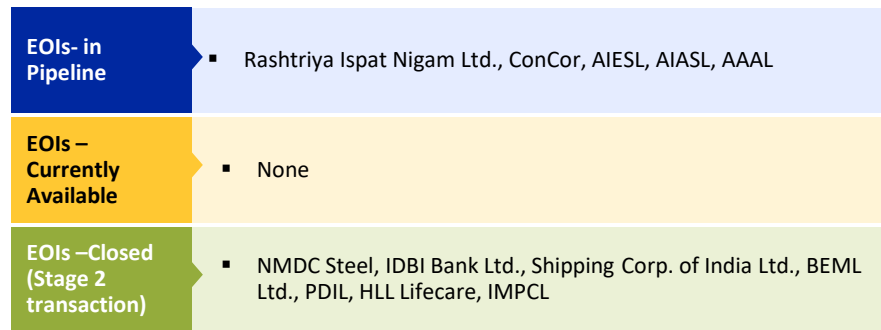 EOIs- in
Pipeline
▪ Rashtriya Ispat Nigam Ltd., ConCor, AIESL, AIASL, AAAL
EOIs –
Currently
Available
▪ None
EOIs –Closed
(Stage 2
transaction)
▪ NMDC Steel, IDBI Bank Ltd., Shipping Corp. of India Ltd., BEML
Ltd., PDIL, HLL Lifecare, IMPCL